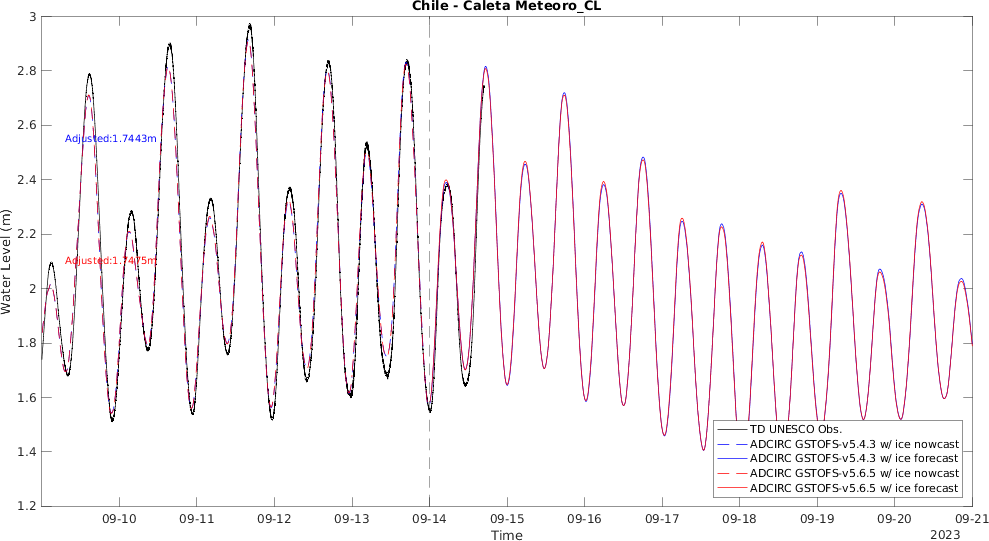 Chile - Caleta Meteoro_CL
3
2.8
2.6
2.4
2.2
2
1.8
1.6
1.4
1.2
Water Level (m)
Adjusted:1.7443m
Adjusted:1.7475m
TD UNESCO Obs.
ADCIRC GSTOFS-v5.4.3 w/ ice nowcast
ADCIRC GSTOFS-v5.4.3 w/ ice forecast
ADCIRC GSTOFS-v5.6.5 w/ ice nowcast
ADCIRC GSTOFS-v5.6.5 w/ ice forecast
09-10 09-11 09-12 09-13 09-14 09-15 09-16 09-17 09-18 09-19 09-20 09-21
Time
2023